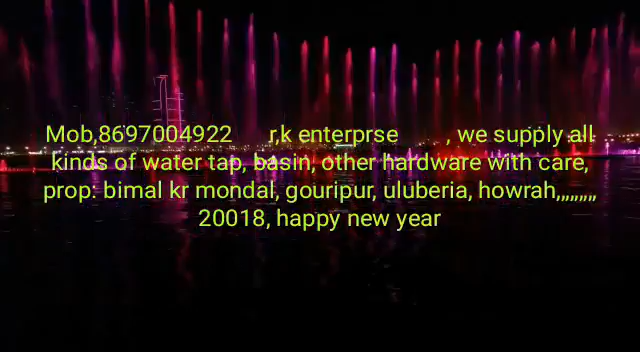 Mob,8697004922 r,k enterprse , we supply all
kinds of water tap, basin, other hardware with care,
prop: bimal kr mondal, gouripur, uluberia, howrah,,,,,,,,,
20018, happy new year